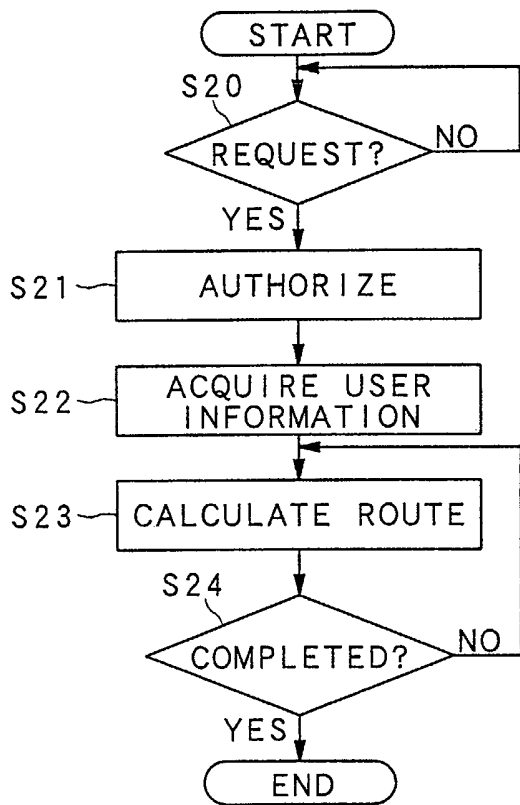 START
S20
REQUEST?
NO
YES
S21
AUTHORIZE
S22
ACQUIRE USER
INFORMATION
S23
CALCULATE ROUTE
S24
COMPLETED?
NO
YES
END